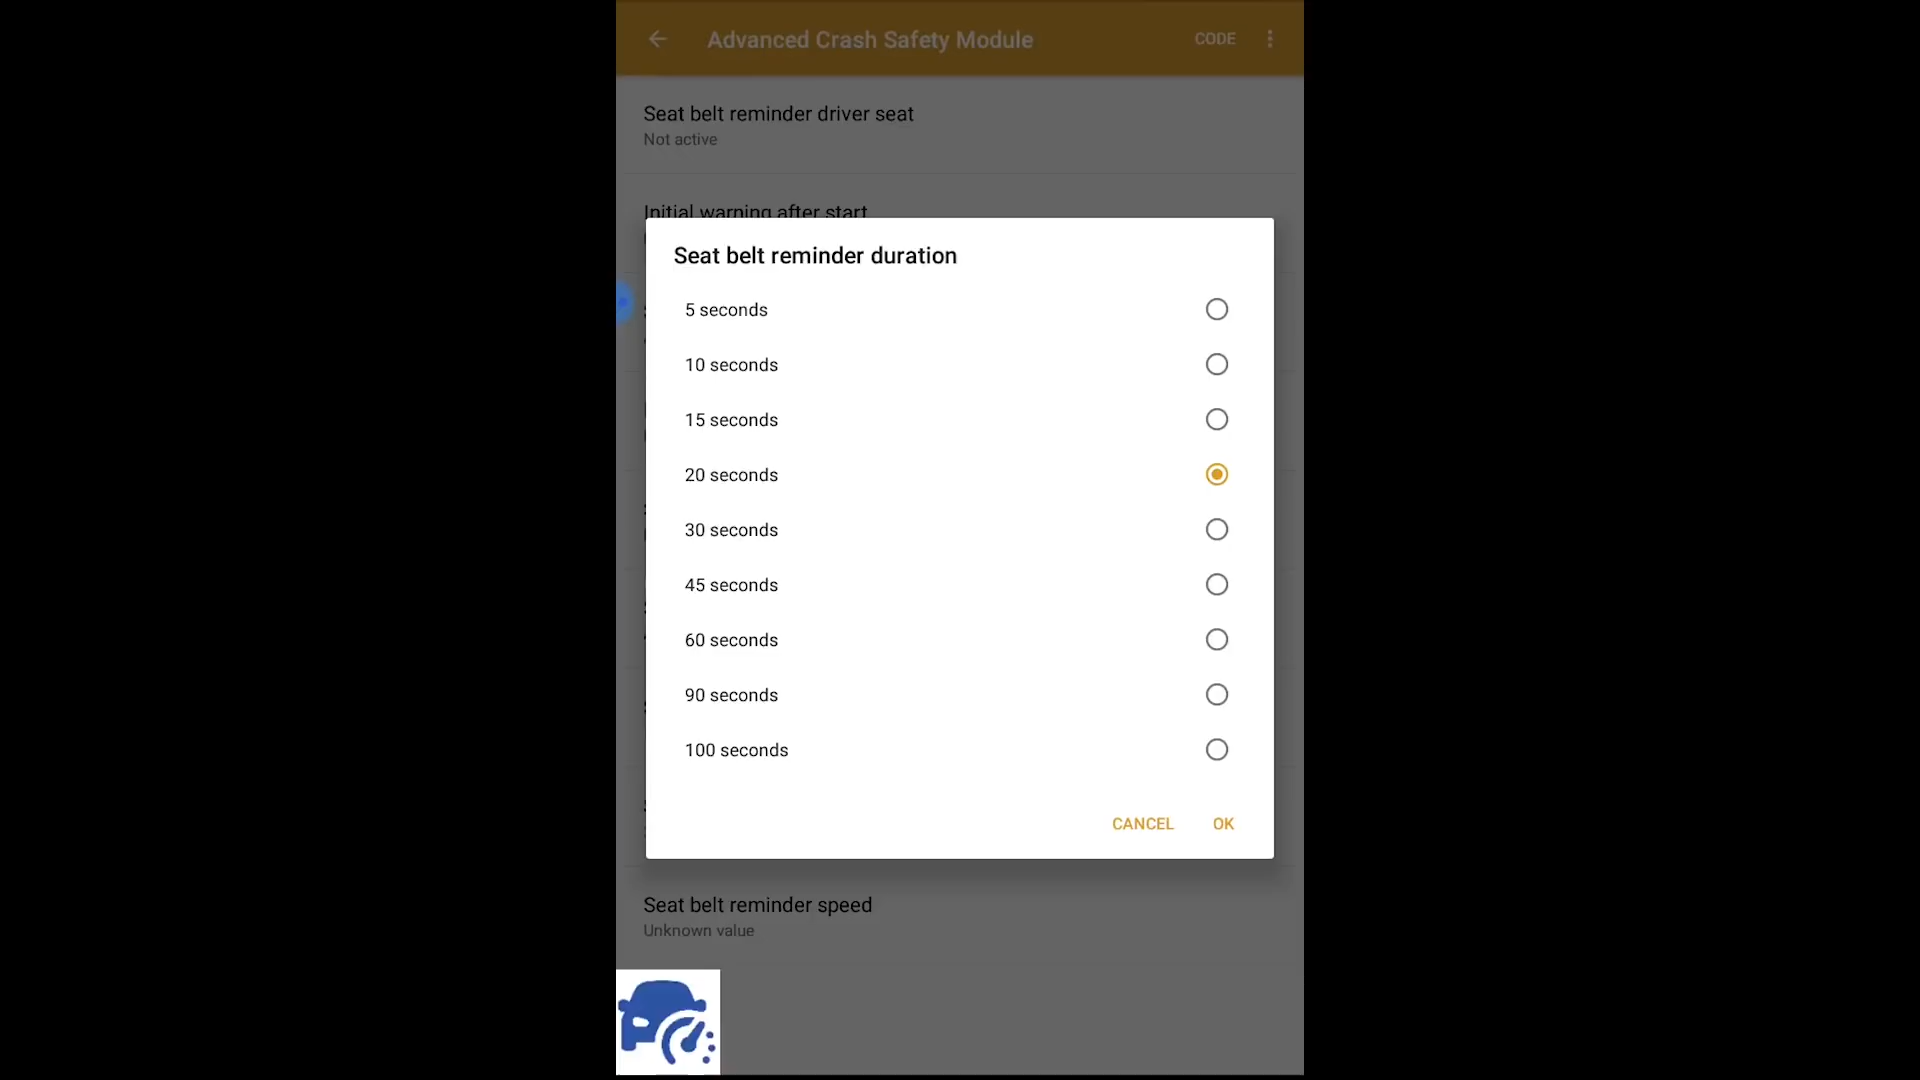 Advanced Crash Safety Module
CODE
Seat belt reminder driver seat
Not active
Initial warning after start
Seat belt reminder duration
5 seconds
10 seconds
15 seconds
20 seconds
30 seconds
45 seconds
60 seconds
90 seconds
100 seconds
CANCEL
OK
Seat belt reminder speed
Unknown value